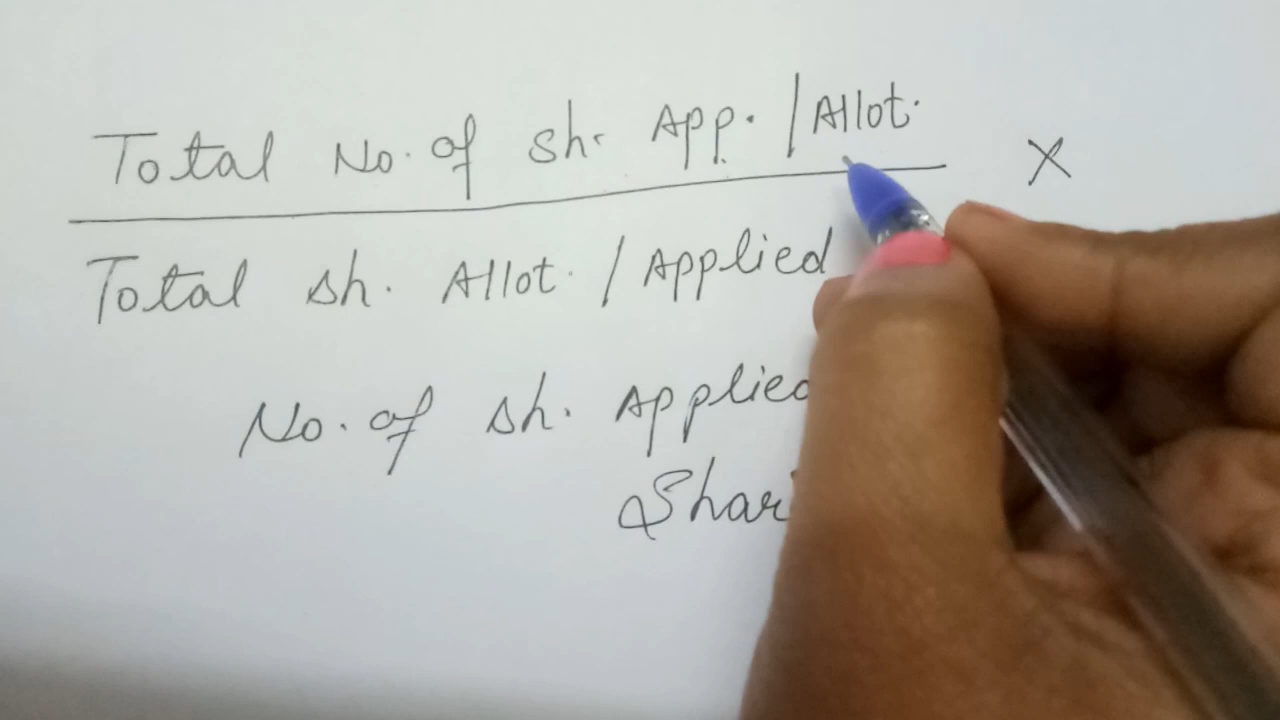 Total No. of sh. App. / Allot. ×
Total sh. Allot. / Applied
No. of sh. Applied